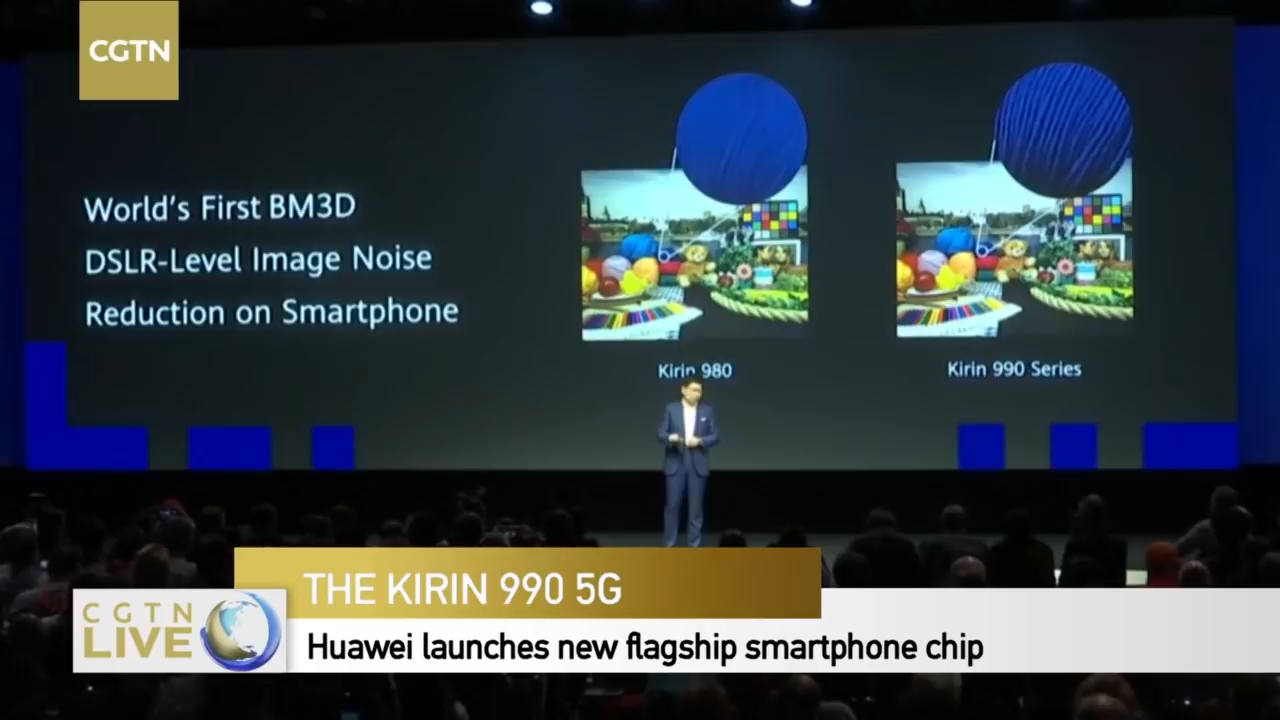 CGTN
World's First BM3D
DSLR-Level Image Noise
Reduction on Smartphone
Kirin 980
Kirin 990 Series
THE KIRIN 990 5G
CGTN
LIVE
Huawei launches new flagship smartphone chip